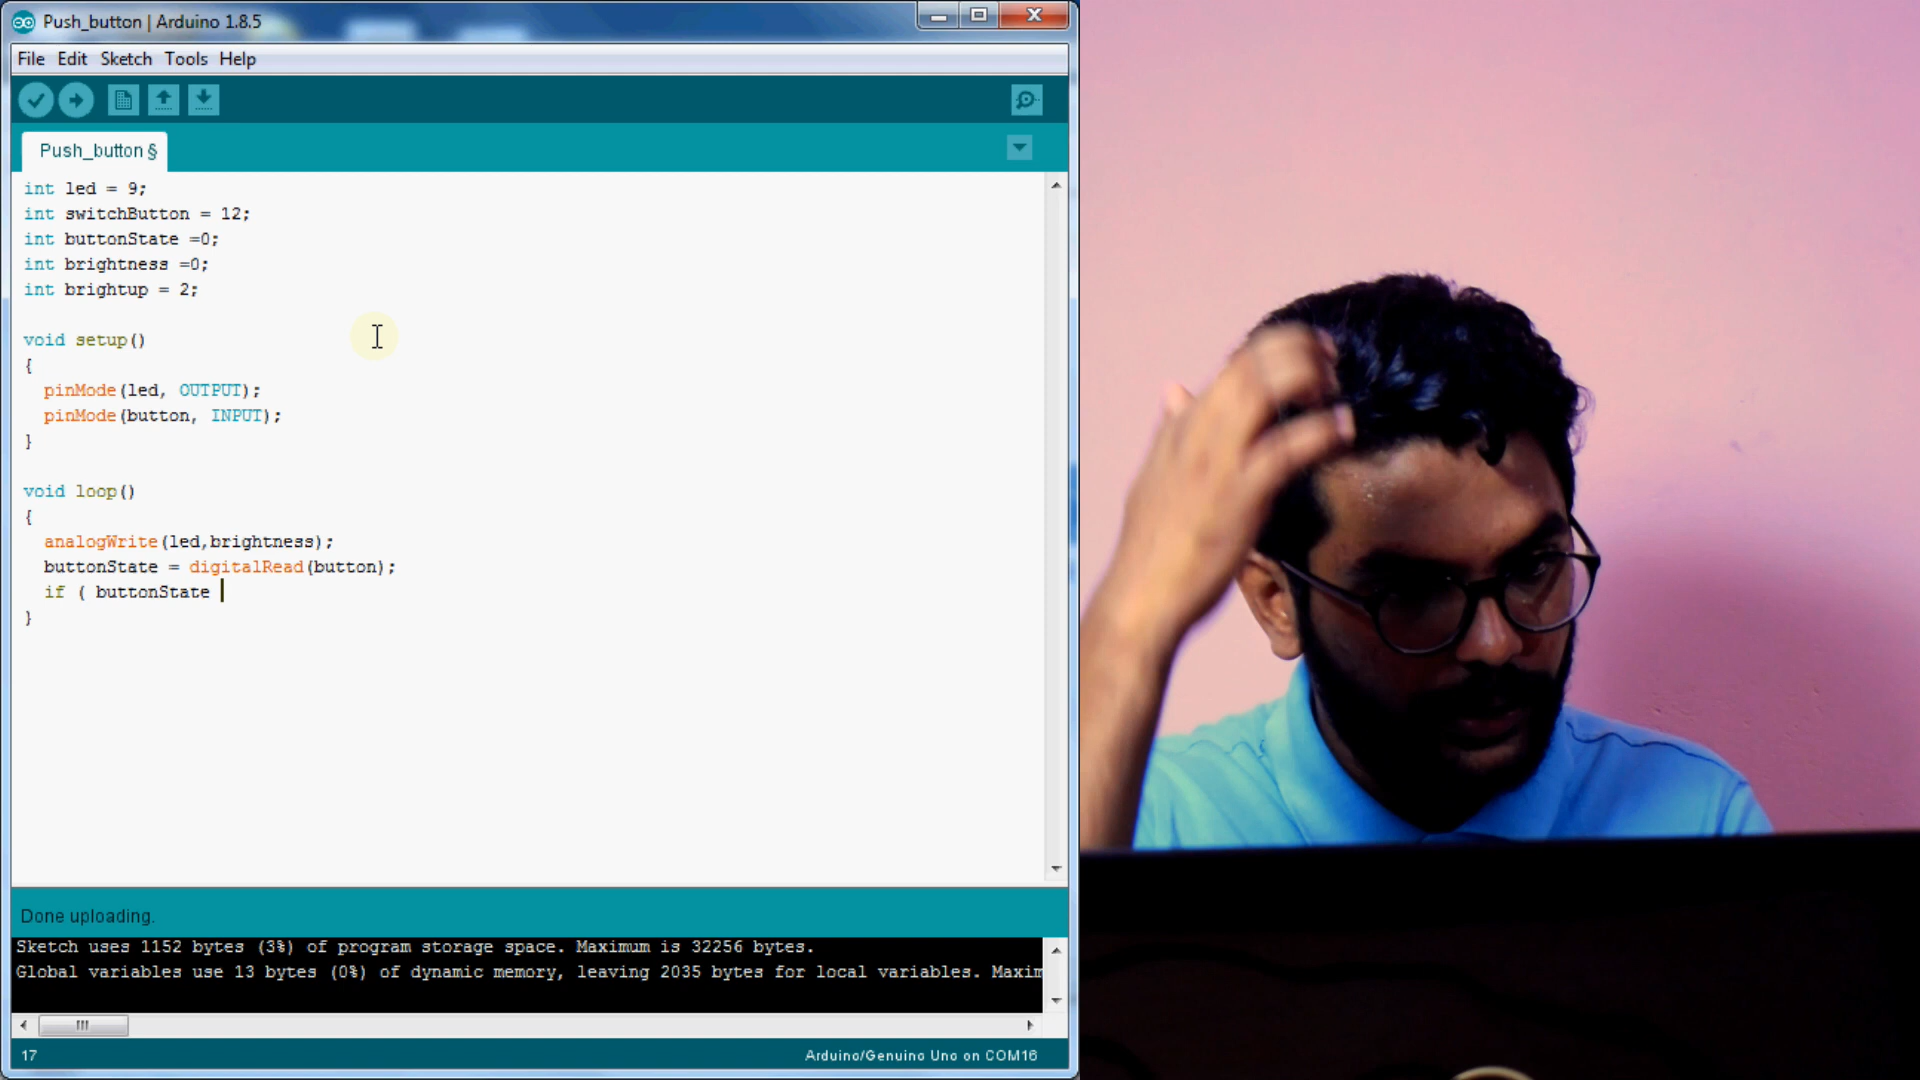 Push_button | Arduino 1.8.5
File Edit Sketch Tools Help
Push_button §
int led = 9;
int switchButton = 12;
int buttonState =0;
int brightness =0;
int brightup = 2;
void setup()
{
pinMode(led, OUTPUT);
pinMode(button, INPUT);
}
void loop()
{
analogWrite(led,brightness);
buttonState = digitalRead(button);
if ( buttonState
}
Done uploading.
Sketch uses 1152 bytes (3%) of program storage space. Maximum is 32256 bytes.
Global variables use 13 bytes (0%) of dynamic memory, leaving 2035 bytes for local variables. Maxim
17
Arduino/Genuino Uno on COM16